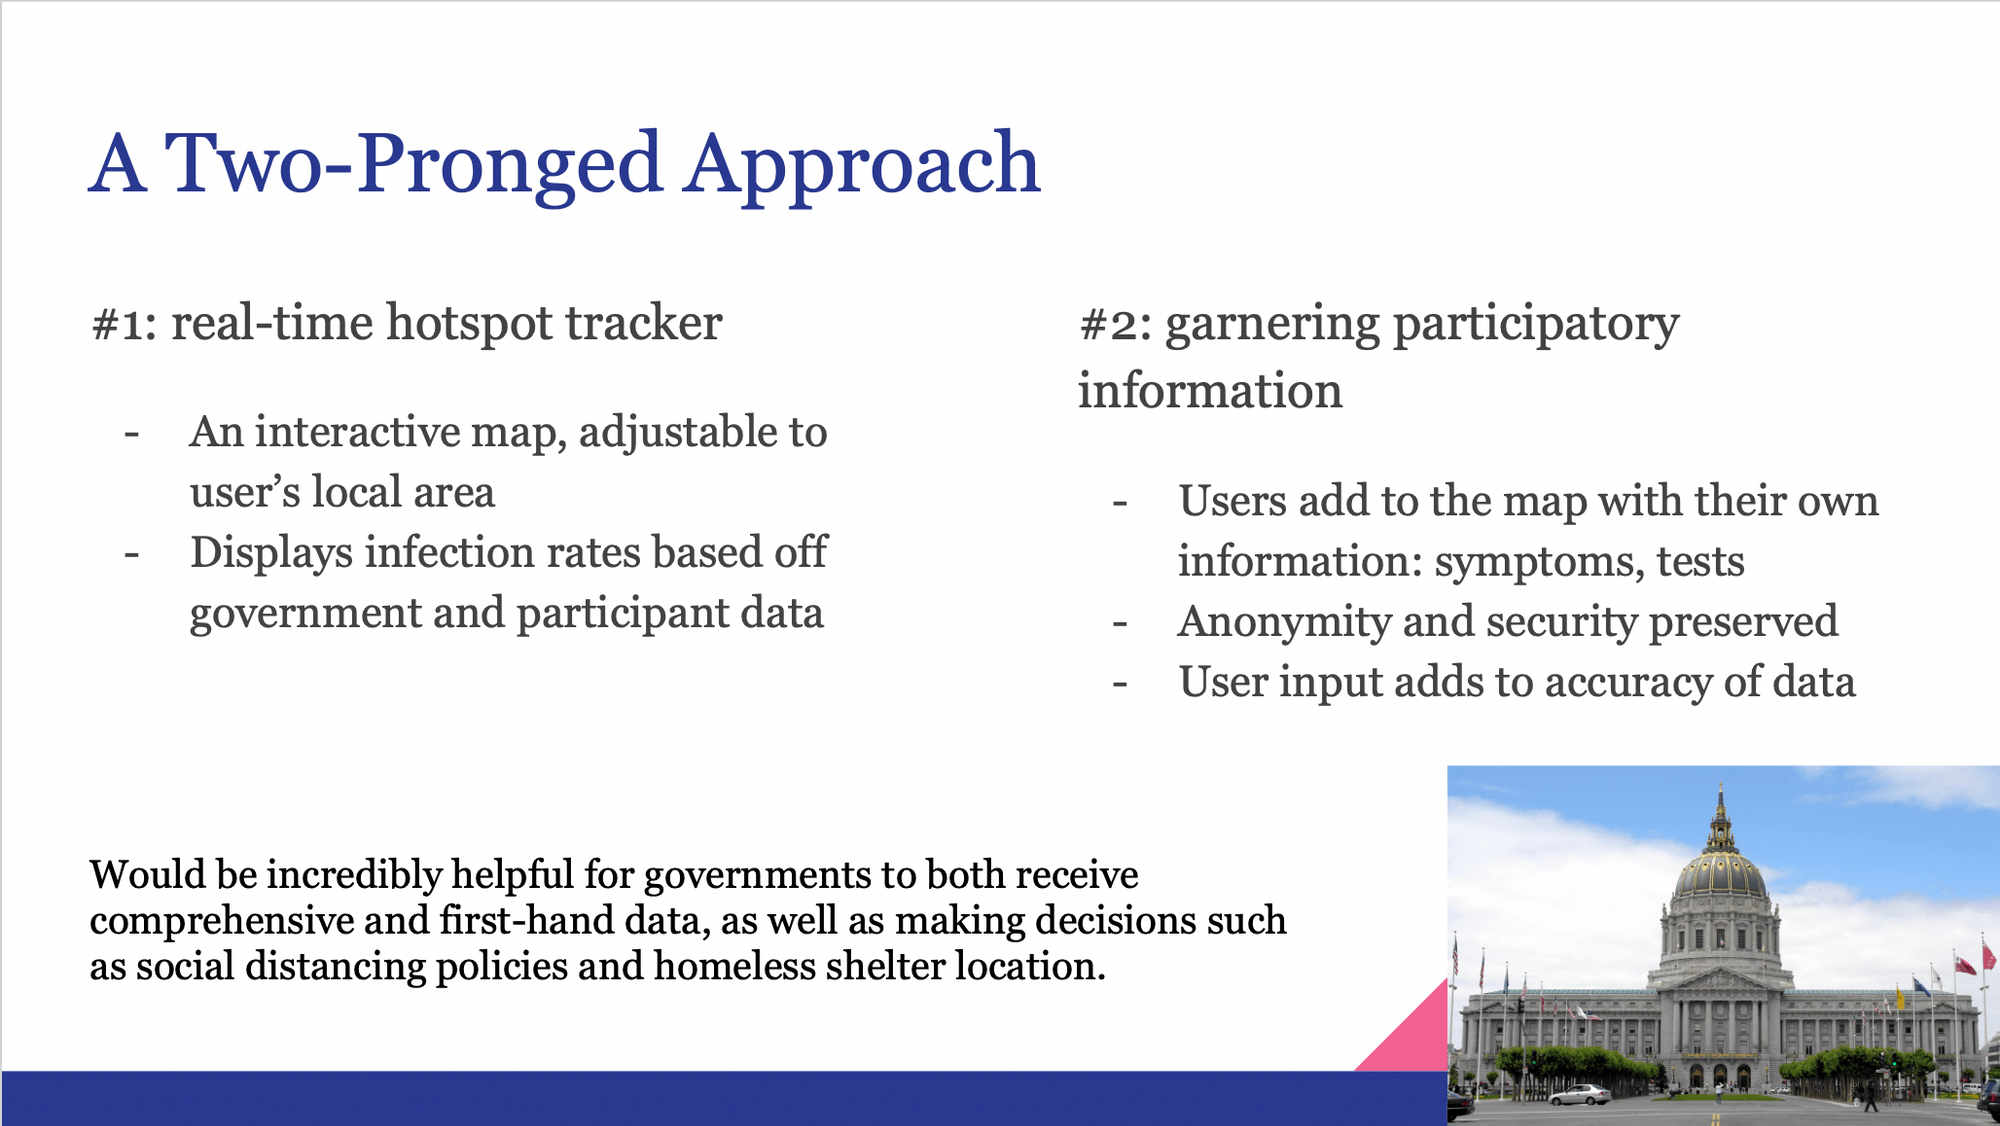 A Two-Pronged Approach
#1: real-time hotspot tracker
- An interactive map, adjustable to
user’s local area
- Displays infection rates based off
government and participant data
#2: garnering participatory
information
- Users add to the map with their own
information: symptoms, tests
- Anonymity and security preserved
- User input adds to accuracy of data
Would be incredibly helpful for governments to both receive
comprehensive and first-hand data, as well as making decisions such
as social distancing policies and homeless shelter location.